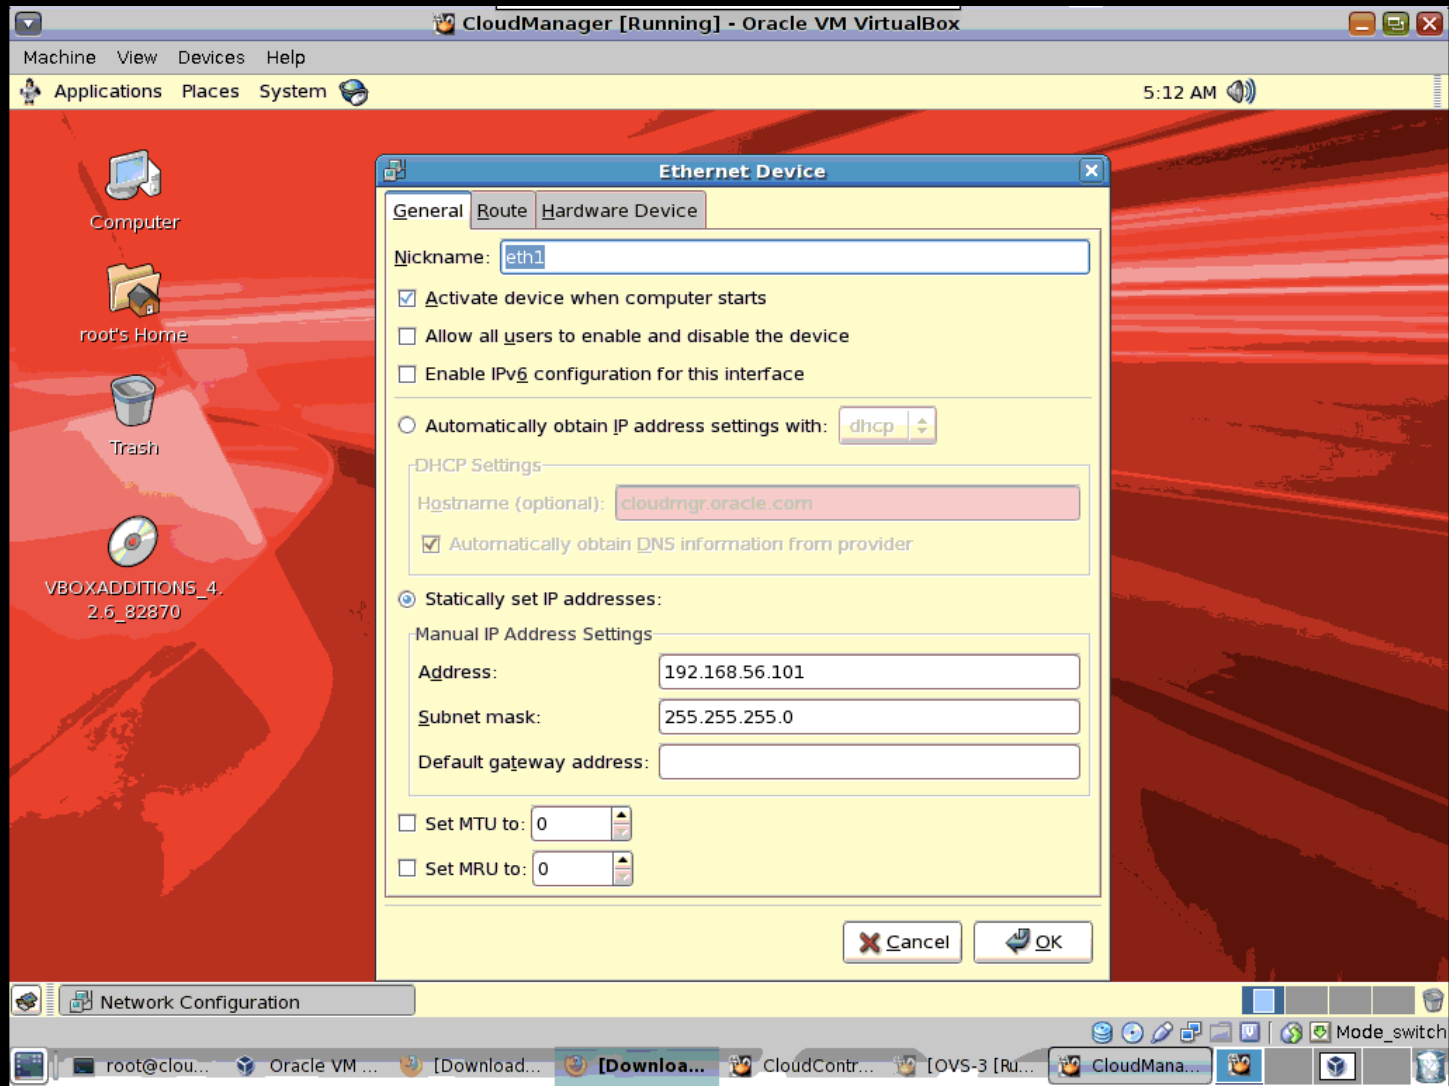 CloudManager [Running] - Oracle VM VirtualBox
Machine View Devices Help
Applications Places System 5:12 AM
Computer
root's Home
Trash
VBOXADDITIONS_4.
2.6_82870
Ethernet Device
General Route Hardware Device
Nickname: eth1
Activate device when computer starts
Allow all users to enable and disable the device
Enable IPv6 configuration for this interface
Automatically obtain IP address settings with: dhcp
DHCP Settings
Hostname (optional): cloudmgr.oracle.com
Automatically obtain DNS information from provider
Statically set IP addresses:
Manual IP Address Settings
Address: 192.168.56.101
Subnet mask: 255.255.255.0
Default gateway address:
Set MTU to: 0
Set MRU to: 0
Cancel OK
Network Configuration
Mode_switch
root@clou... Oracle VM ... [Download... [Downloa... CloudContr... [OVS-3 [Ru... CloudMana...